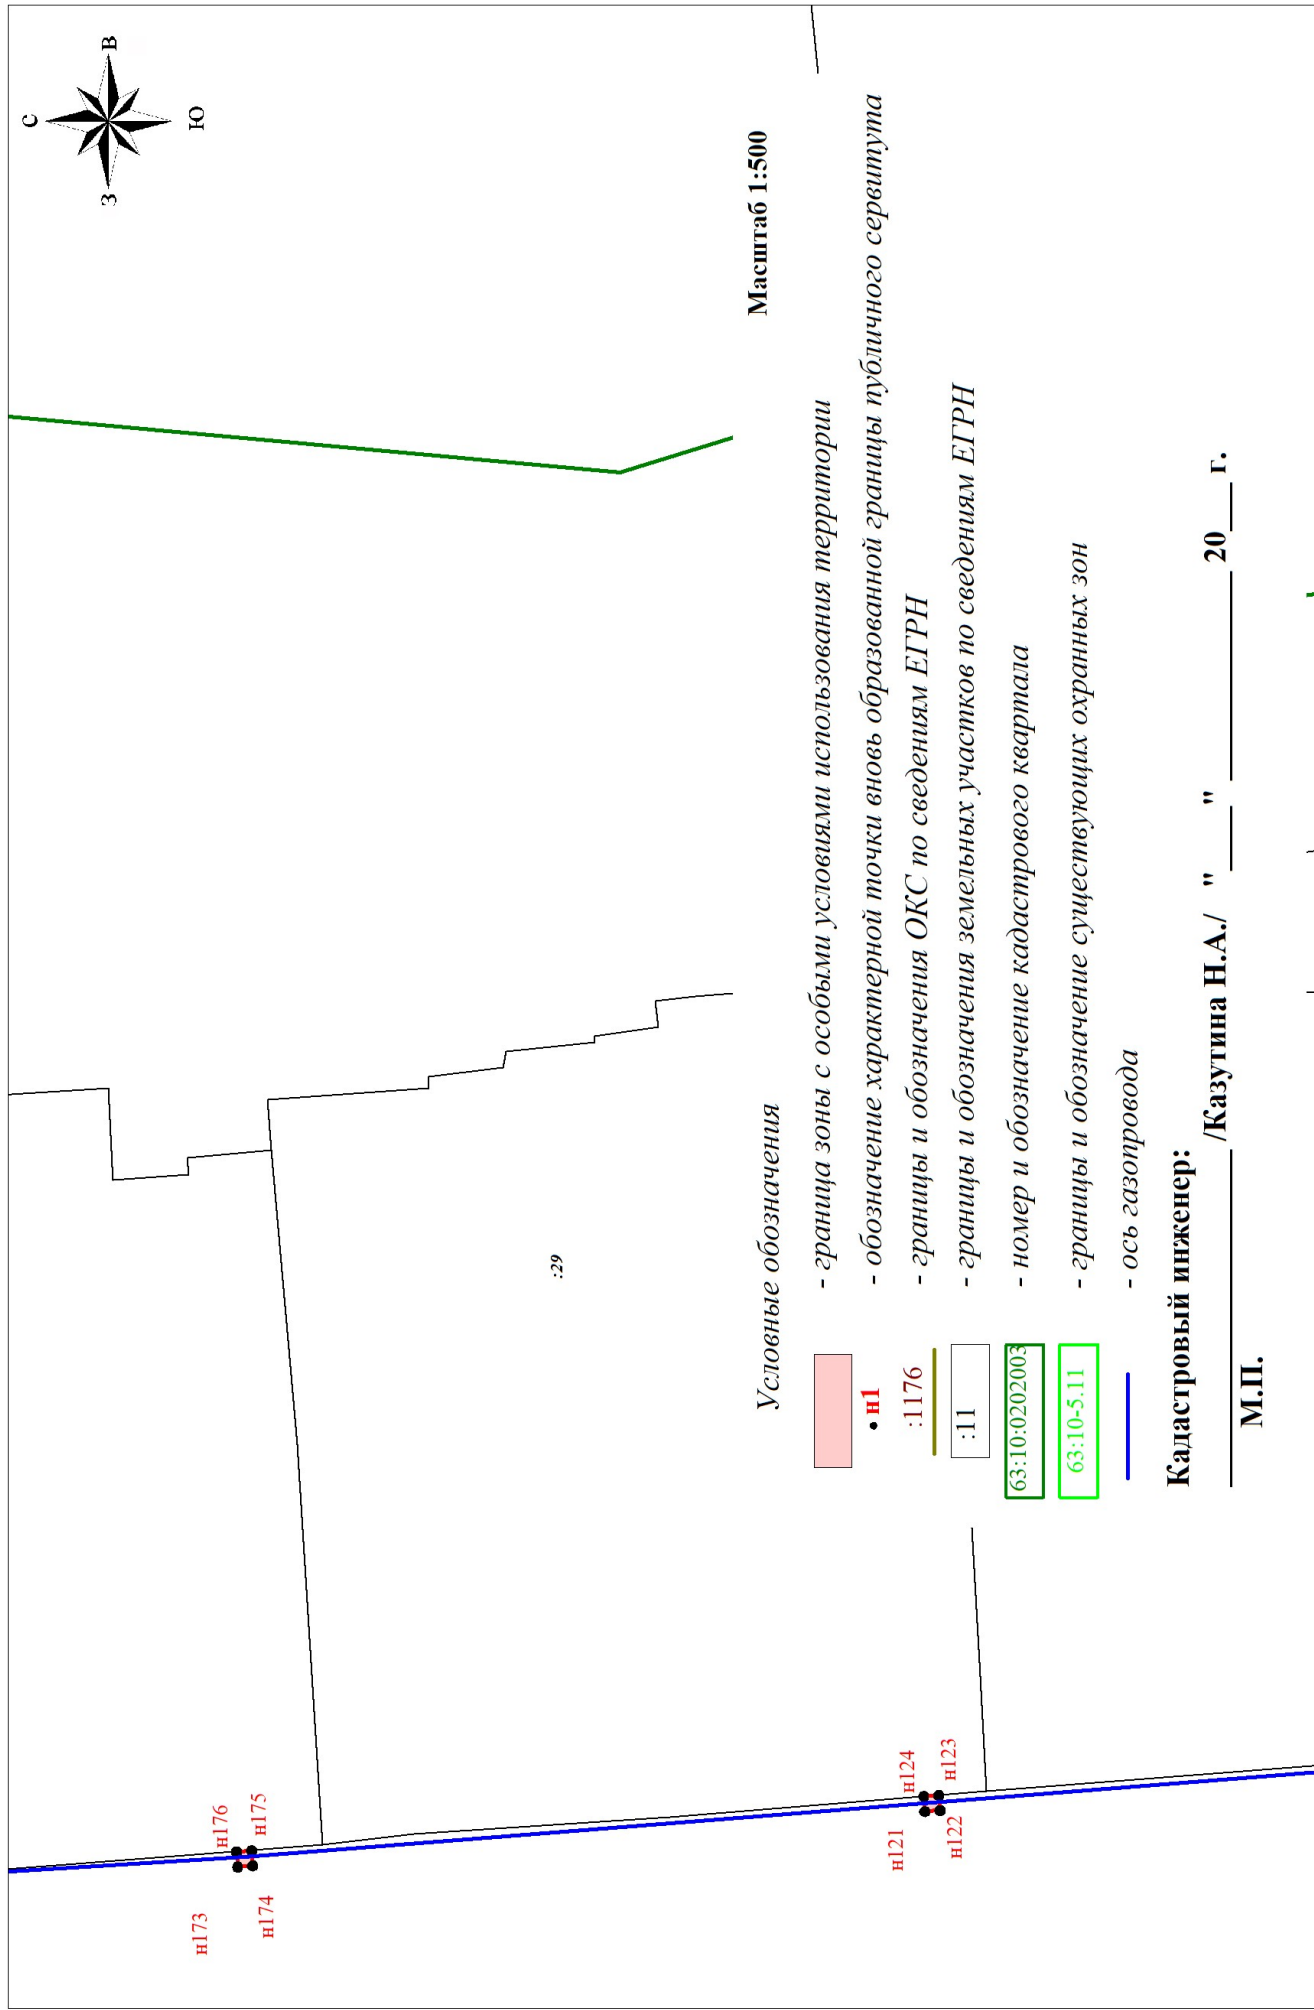 С
В
З
Ю
н173
н176
н174
н175
:29
н121
н124
н122
н123
Масштаб 1:500
Условные обозначения
- граница зоны с особыми условиями использования территории
• н1 - обозначение характерной точки вновь образованной границы публичного сервитута
:1176 - границы и обозначения ОКС по сведениям ЕГРН
:11 - границы и обозначения земельных участков по сведениям ЕГРН
63:10:0202003 - номер и обозначение кадастрового квартала
63:10-5.11 - границы и обозначение существующих охранных зон
- ось газопровода
Кадастровый инженер:
____________________ /Казутина Н.А./ "____" ______________ 20___ г.
М.П.